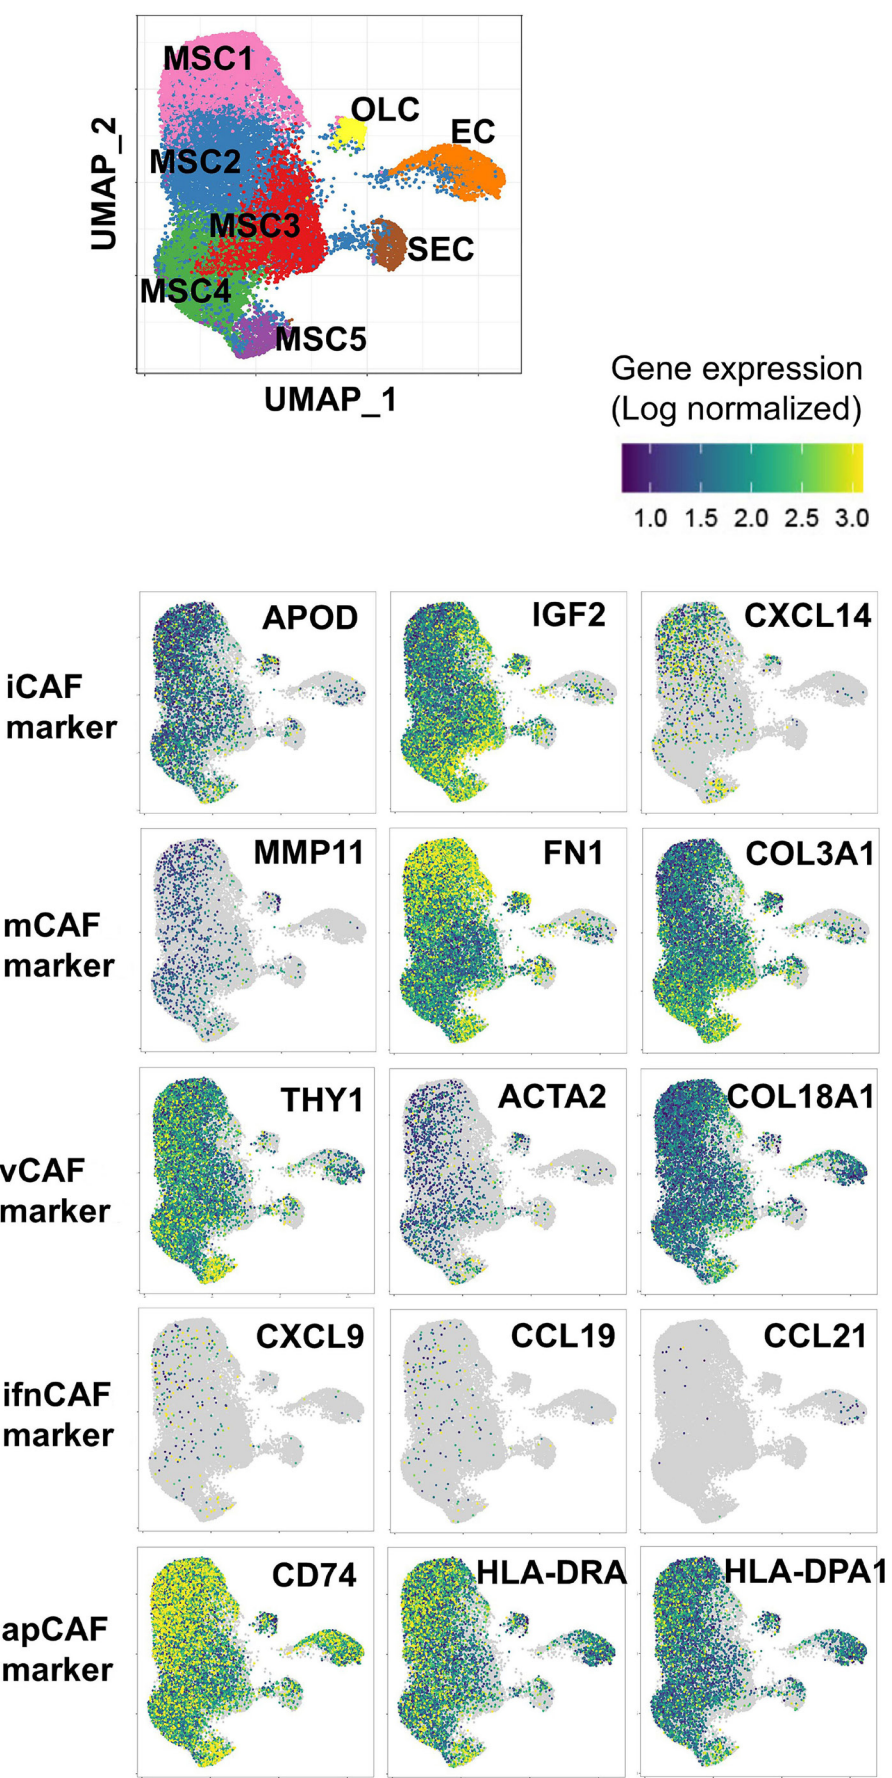 MSC1
OLC
EC
MSC2
MSC3
SEC
MSC4
MSC5
UMAP_2
UMAP_1
Gene expression
(Log normalized)
1.0 1.5 2.0 2.5 3.0
iCAF
marker
APOD
IGF2
CXCL14
mCAF
marker
MMP11
FN1
COL3A1
vCAF
marker
THY1
ACTA2
COL18A1
ifnCAF
marker
CXCL9
CCL19
CCL21
apCAF
marker
CD74
HLA-DRA
HLA-DPA1